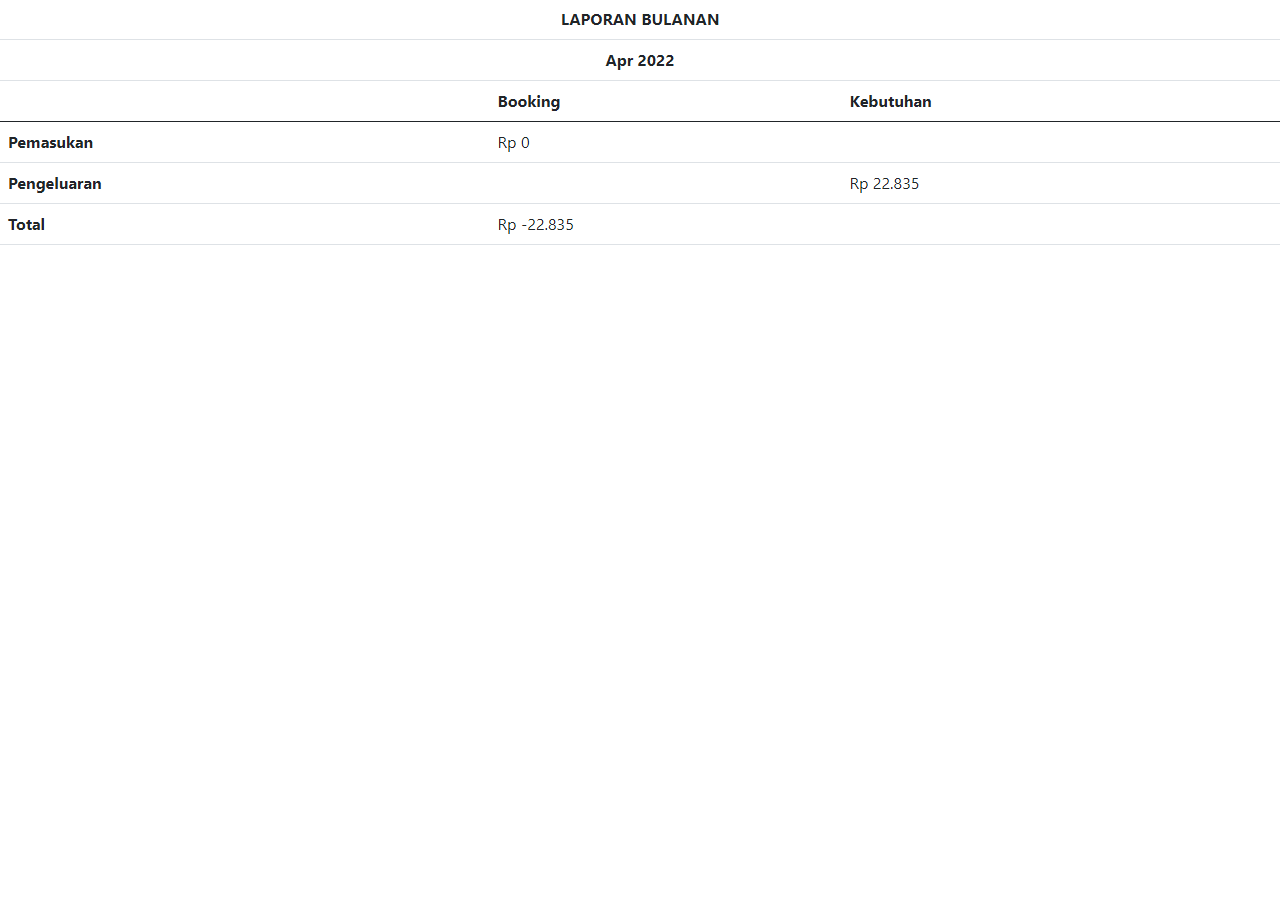 LAPORAN BULANAN
Apr 2022
Booking Kebutuhan
Pemasukan Rp 0
Pengeluaran Rp 22.835
Total Rp -22.835